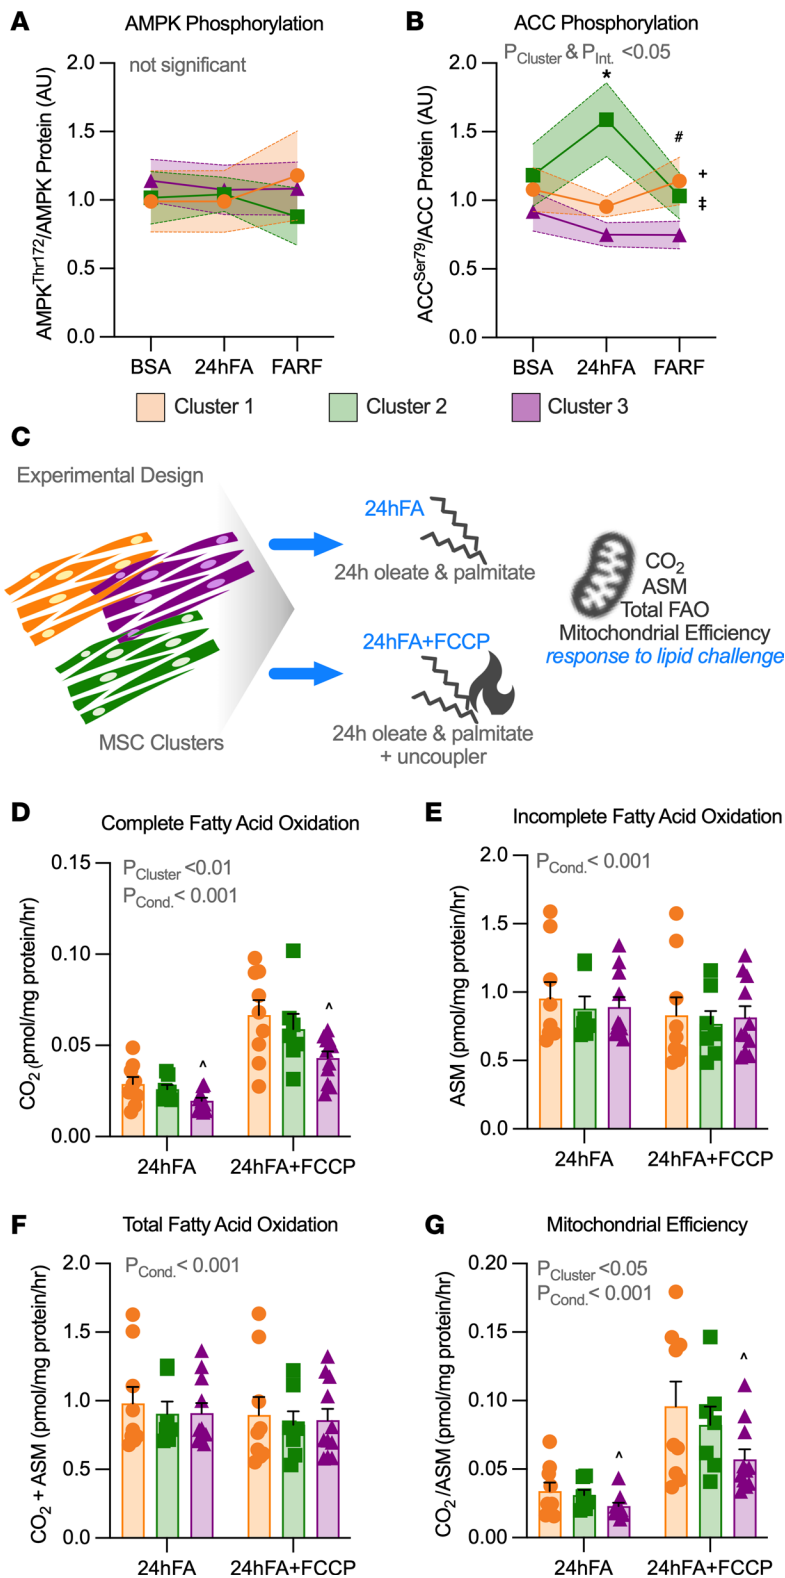 A
AMPK Phosphorylation
not significant
AMPKThr172/AMPK Protein (AU)
2.0
1.5
1.0
0.5
0.0
BSA
24hFA
FARF
B
ACC Phosphorylation
PCluster & PInt. <0.05
ACCSer79/ACC Protein (AU)
2.0
1.5
1.0
0.5
0.0
*
#
+
‡
BSA
24hFA
FARF
Cluster 1
Cluster 2
Cluster 3
C
Experimental Design
MSC Clusters
24hFA
24h oleate & palmitate
24hFA+FCCP
24h oleate & palmitate
+ uncoupler
CO2
ASM
Total FAO
Mitochondrial Efficiency
response to lipid challenge
D
Complete Fatty Acid Oxidation
PCluster <0.01
PCond.< 0.001
CO2 (pmol/mg protein/hr)
0.15
0.10
0.05
0.00
^
^
24hFA
24hFA+FCCP
E
Incomplete Fatty Acid Oxidation
PCond.< 0.001
ASM (pmol/mg protein/hr)
2.0
1.5
1.0
0.5
0.0
24hFA
24hFA+FCCP
F
Total Fatty Acid Oxidation
PCond.< 0.001
CO2 + ASM (pmol/mg protein/hr)
2.0
1.5
1.0
0.5
0.0
24hFA
24hFA+FCCP
G
Mitochondrial Efficiency
PCluster <0.05
PCond.< 0.001
CO2/ASM (pmol/mg protein/hr)
0.20
0.15
0.10
0.05
0.00
^
^
24hFA
24hFA+FCCP